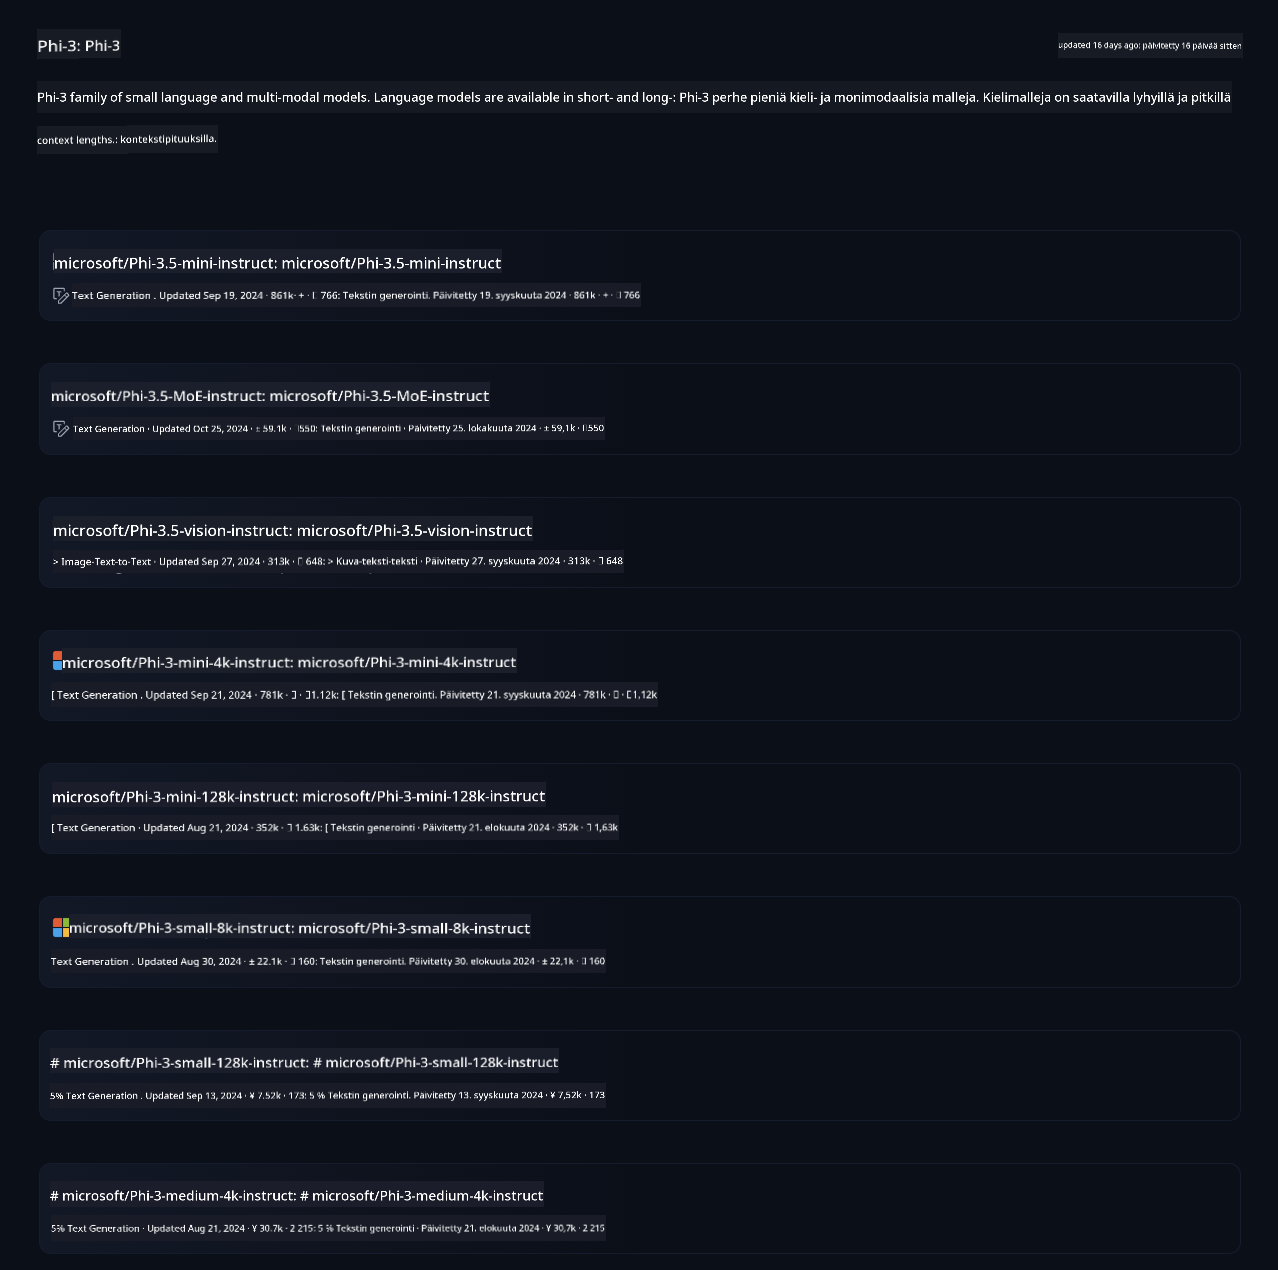 Phi-3: Phi-3
updated 16 days ago: päivitetty 16 päivää sitten
Phi-3 family of small language and multi-modal models. Language models are available in short- and long-: Phi-3 perhe pieniä kieli- ja monimodaalisia malleja. Kielimalleja on saatavilla lyhyillä ja pitkillä
context lengths.: kontekstipituuksilla.
microsoft/Phi-3.5-mini-instruct: microsoft/Phi-3.5-mini-instruct
Text Generation . Updated Sep 19, 2024 · 861k· + · 766: Tekstin generointi. Päivitetty 19. syyskuuta 2024 · 861k · + · 766
microsoft/Phi-3.5-MoE-instruct: microsoft/Phi-3.5-MoE-instruct
Text Generation · Updated Oct 25, 2024 · ± 59.1k · 550: Tekstin generointi · Päivitetty 25. lokakuuta 2024 · ± 59,1k · 550
microsoft/Phi-3.5-vision-instruct: microsoft/Phi-3.5-vision-instruct
> Image-Text-to-Text · Updated Sep 27, 2024 · 313k · 648: > Kuva-teksti-teksti · Päivitetty 27. syyskuuta 2024 · 313k · 648
microsoft/Phi-3-mini-4k-instruct: microsoft/Phi-3-mini-4k-instruct
[ Text Generation . Updated Sep 21, 2024 · 781k · · 1.12k: [ Tekstin generointi. Päivitetty 21. syyskuuta 2024 · 781k · · 1,12k
microsoft/Phi-3-mini-128k-instruct: microsoft/Phi-3-mini-128k-instruct
[ Text Generation · Updated Aug 21, 2024 · 352k · 1.63k: [ Tekstin generointi · Päivitetty 21. elokuuta 2024 · 352k · 1,63k
microsoft/Phi-3-small-8k-instruct: microsoft/Phi-3-small-8k-instruct
Text Generation . Updated Aug 30, 2024 · ± 22.1k · 160: Tekstin generointi. Päivitetty 30. elokuuta 2024 · ± 22,1k · 160
# microsoft/Phi-3-small-128k-instruct: # microsoft/Phi-3-small-128k-instruct
5% Text Generation . Updated Sep 13, 2024 · ¥ 7.52k · 173: 5 % Tekstin generointi. Päivitetty 13. syyskuuta 2024 · ¥ 7,52k · 173
# microsoft/Phi-3-medium-4k-instruct: # microsoft/Phi-3-medium-4k-instruct
5% Text Generation · Updated Aug 21, 2024 · ¥ 30.7k · 2 215: 5 % Tekstin generointi · Päivitetty 21. elokuuta 2024 · ¥ 30,7k · 2 215